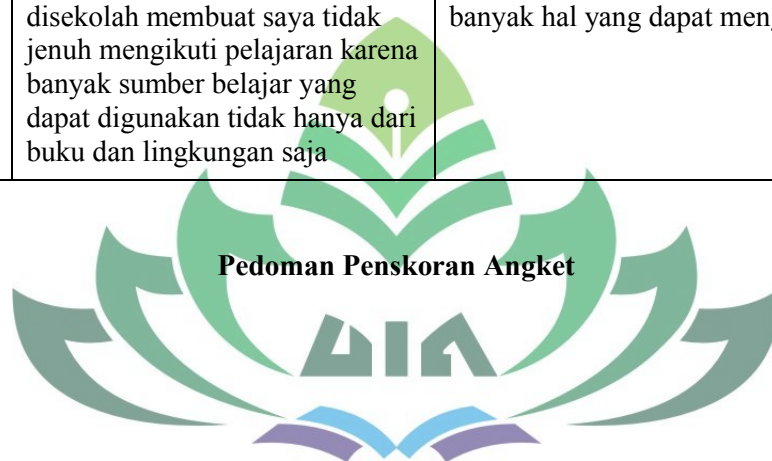 disekolah membuat saya tidak
jenuh mengikuti pelajaran karena
banyak sumber belajar yang
dapat digunakan tidak hanya dari
buku dan lingkungan saja
banyak hal yang dapat
Pedoman Penskoran Angket
UIN